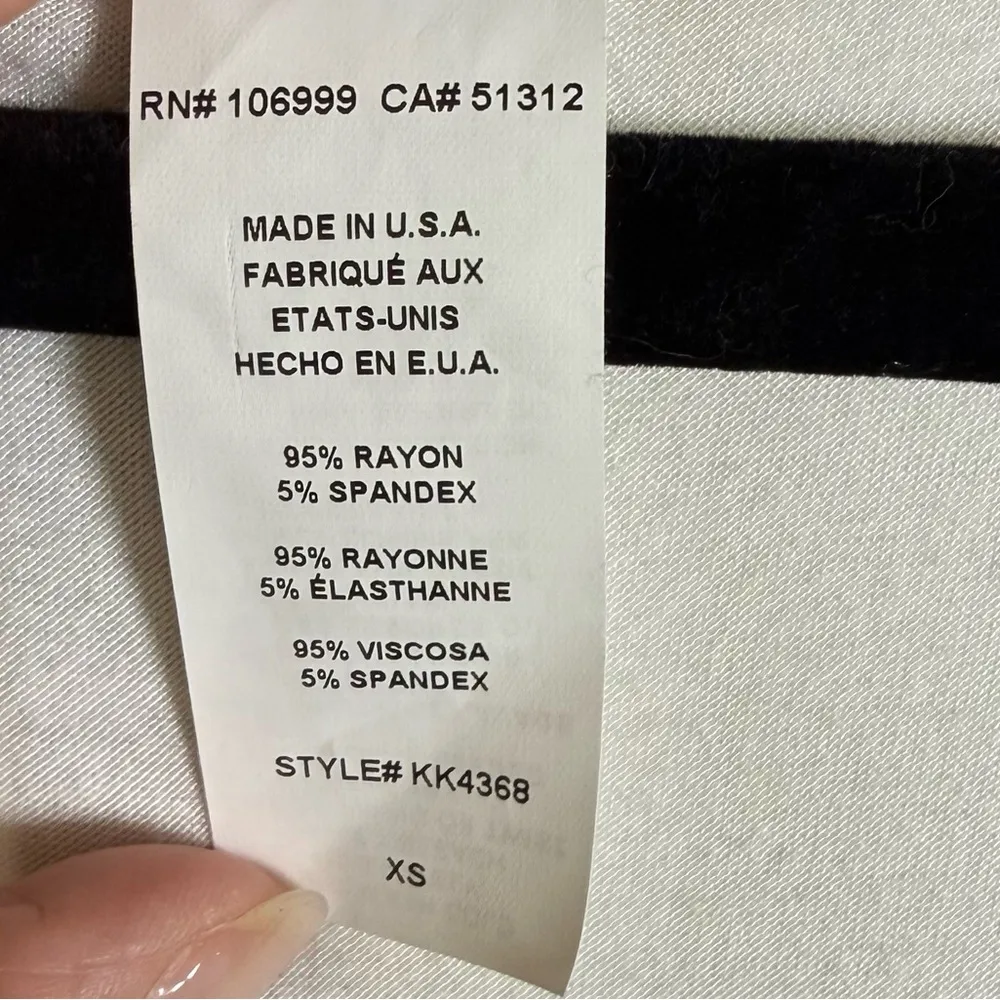 RN# 106999 CA# 51312
MADE IN U.S.A.
FABRIQUÉ AUX
ETATS-UNIS
HECHO EN E.U.A.
95% RAYON
5% SPANDEX
95% RAYONNE
5% ÉLASTHANNE
95% VISCOSA
5% SPANDEX
STYLE# KK4368
XS